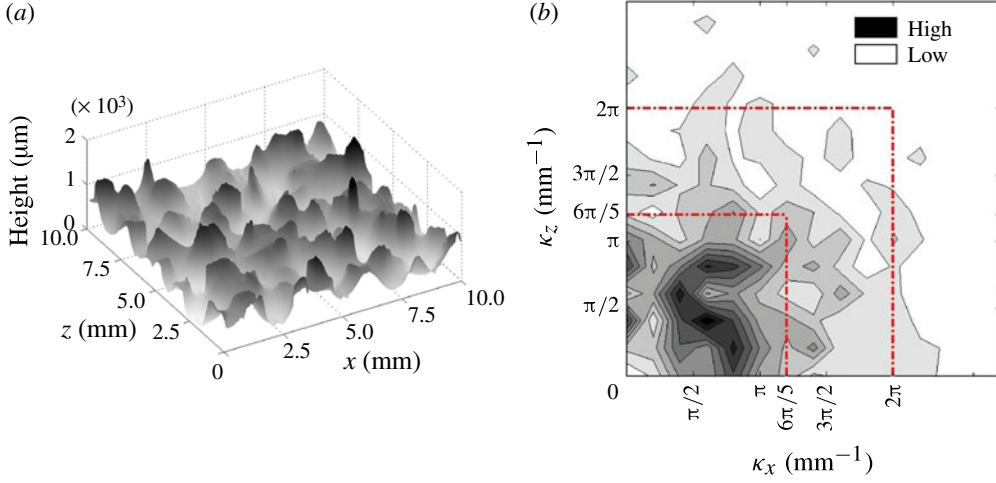 (a)
(× 10³)
Height (μm)
2
1
0
10.0
7.5
5.0
2.5
0
z (mm)
2.5
5.0
7.5
10.0
x (mm)
(b)
High
Low
κz (mm⁻¹)
2π
3π/2
6π/5
π
π/2
0
π/2
π
6π/5
3π/2
2π
κx (mm⁻¹)